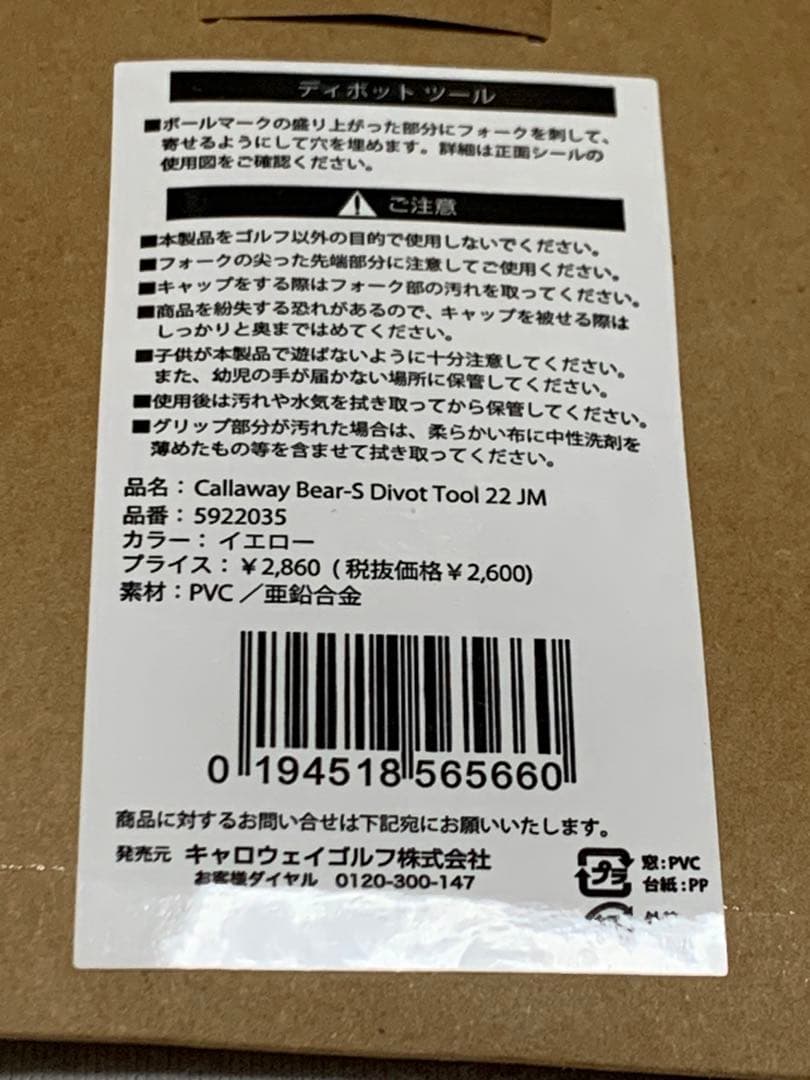 ディボットツール
■ボールマークの盛り上がった部分にフォークを刺して、
寄せるようにして穴を埋めます。詳細は正面シールの
使用図をご確認ください。
ご注意
■本製品をゴルフ以外の目的で使用しないでください。
■フォークの尖った先端部分に注意してご使用ください。
■キャップをする際はフォーク部の汚れを取ってください。
■商品を紛失する恐れがあるので、キャップを被せる際は
しっかりと奥まではめてください。
■子供が本製品で遊ばないように十分注意してください。
また、幼児の手が届かない場所に保管してください。
■使用後は汚れや水気を拭き取ってから保管してください。
■グリップ部分が汚れた場合は、柔らかい布に中性洗剤を
薄めたもの等を含ませて拭き取ってください。
品名：Callaway Bear-S Divot Tool 22 JM
品番：5922035
カラー：イエロー
プライス：￥2,860（税抜価格￥2,600)
素材：PVC／亜鉛合金
0 194518 565660
商品に対するお問い合せは下記宛にお願いいたします。
発売元 キャロウェイゴルフ株式会社
お客様ダイヤル 0120-300-147
プラ
窓：PVC
台紙：PP